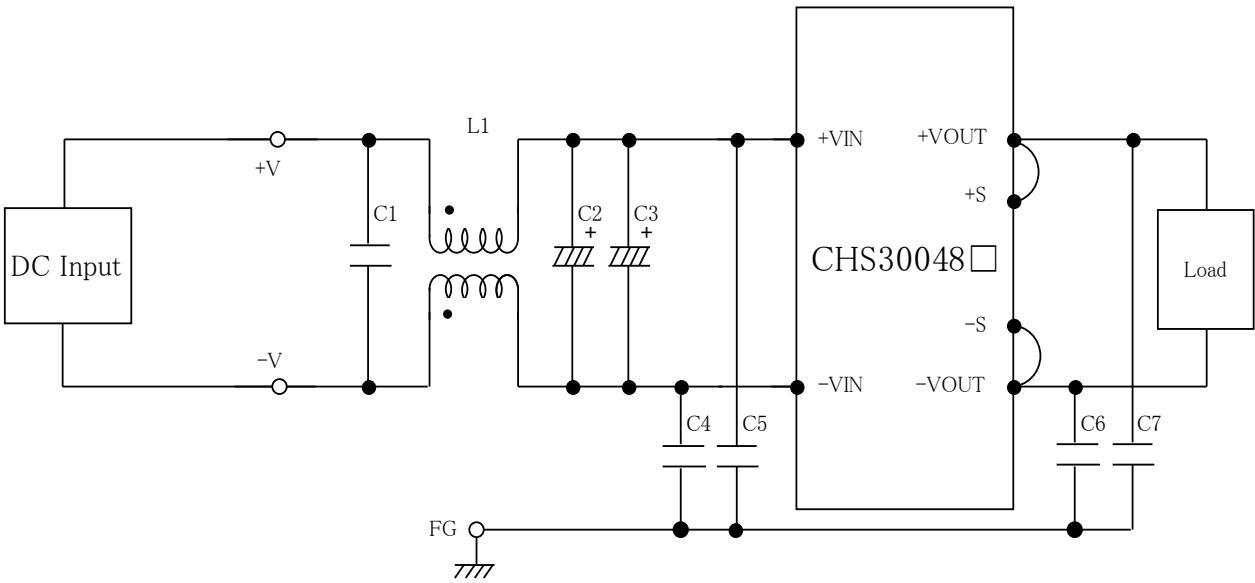 L1
+VIN
+VOUT
+V
+S
C1
C2
C3
+
+
DC Input
CHS30048□
Load
−S
−V
−VIN
−VOUT
C4
C5
C6
C7
FG